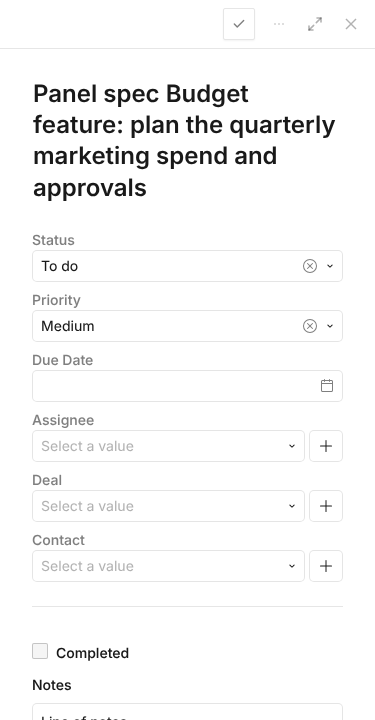 Panel spec Budget
feature: plan the quarterly
marketing spend and
approvals
Status
To do
Priority
Medium
Due Date
Assignee
Select a value
Deal
Select a value
Contact
Select a value
Completed
Notes